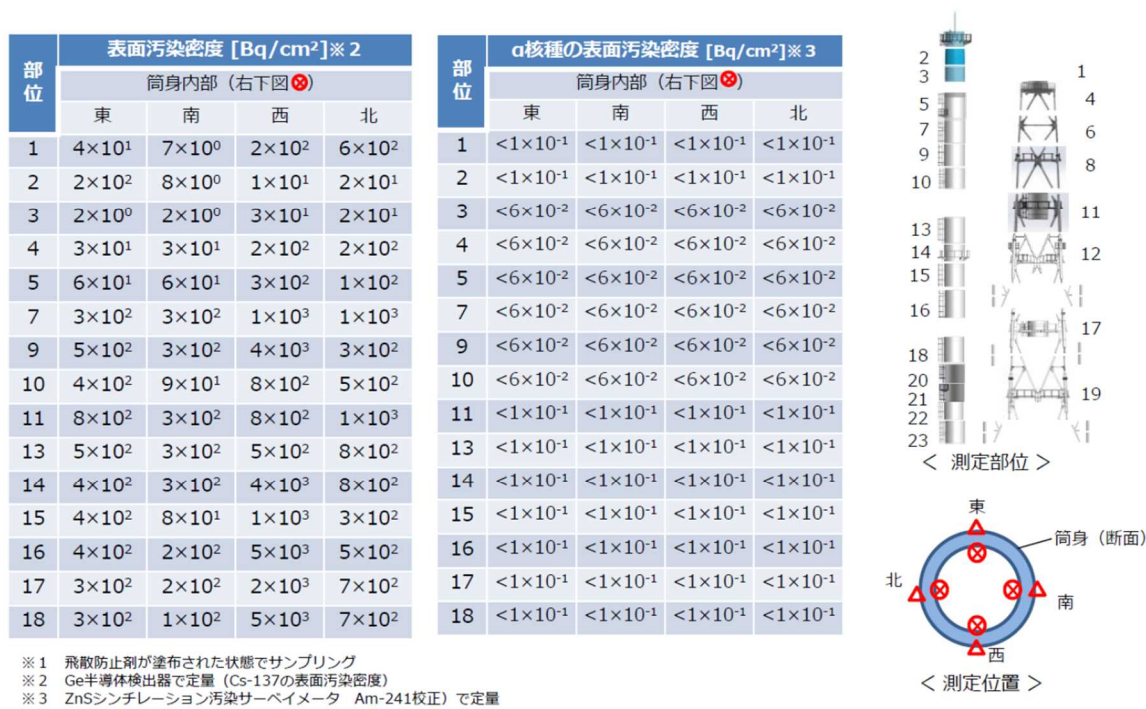 部位 表面汚染密度 [Bq/cm²]※2
筒身内部（右下図⊗）
東 南 西 北
1 4×10¹ 7×10⁰ 2×10² 6×10²
2 2×10² 8×10⁰ 1×10¹ 2×10¹
3 2×10⁰ 2×10⁰ 3×10¹ 2×10¹
4 3×10¹ 3×10¹ 2×10² 2×10²
5 6×10¹ 6×10¹ 3×10² 1×10²
7 3×10² 3×10² 1×10³ 1×10³
9 5×10² 3×10² 4×10³ 3×10²
10 4×10² 9×10¹ 8×10² 5×10²
11 8×10² 3×10² 8×10² 1×10³
13 5×10² 3×10² 5×10² 8×10²
14 4×10² 3×10² 4×10³ 8×10²
15 4×10² 8×10¹ 1×10³ 3×10²
16 4×10² 2×10² 5×10³ 5×10²
17 3×10² 2×10² 2×10³ 7×10²
18 3×10² 1×10² 5×10³ 7×10²
部位 α核種の表面汚染密度 [Bq/cm²]※3
筒身内部（右下図⊗）
東 南 西 北
1 <1×10⁻¹ <1×10⁻¹ <1×10⁻¹ <1×10⁻¹
2 <1×10⁻¹ <1×10⁻¹ <1×10⁻¹ <1×10⁻¹
3 <6×10⁻² <6×10⁻² <6×10⁻² <6×10⁻²
4 <6×10⁻² <6×10⁻² <6×10⁻² <6×10⁻²
5 <6×10⁻² <6×10⁻² <6×10⁻² <6×10⁻²
7 <6×10⁻² <6×10⁻² <6×10⁻² <6×10⁻²
9 <6×10⁻² <6×10⁻² <6×10⁻² <6×10⁻²
10 <6×10⁻² <6×10⁻² <6×10⁻² <6×10⁻²
11 <1×10⁻¹ <1×10⁻¹ <1×10⁻¹ <1×10⁻¹
13 <1×10⁻¹ <1×10⁻¹ <1×10⁻¹ <1×10⁻¹
14 <1×10⁻¹ <1×10⁻¹ <1×10⁻¹ <1×10⁻¹
15 <1×10⁻¹ <1×10⁻¹ <1×10⁻¹ <1×10⁻¹
16 <1×10⁻¹ <1×10⁻¹ <1×10⁻¹ <1×10⁻¹
17 <1×10⁻¹ <1×10⁻¹ <1×10⁻¹ <1×10⁻¹
18 <1×10⁻¹ <1×10⁻¹ <1×10⁻¹ <1×10⁻¹
2
3
5
7
9
10
13
14
15
16
18
20
21
22
23
1
4
6
8
11
12
17
19
＜ 測定部位 ＞
東
筒身（断面）
北
南
西
＜ 測定位置 ＞
※1 飛散防止剤が塗布された状態でサンプリング
※2 Ge半導体検出器で定量（Cs-137の表面汚染密度）
※3 ZnSシンチレーション汚染サーベイメータ Am-241校正）で定量